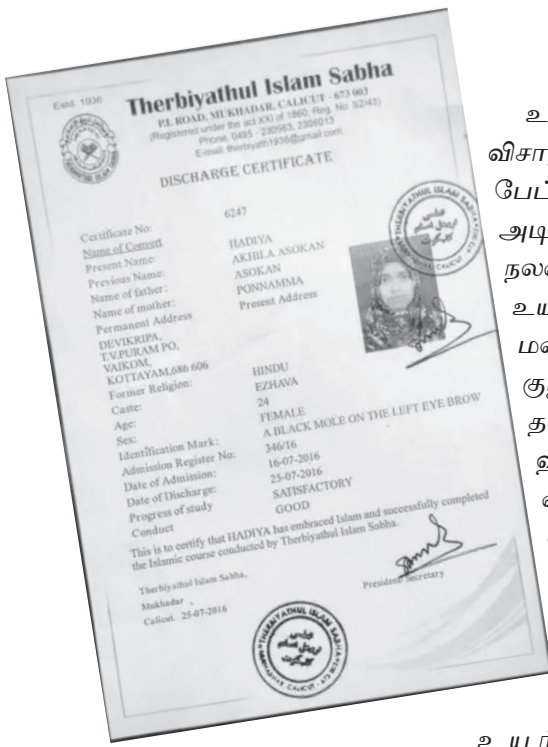 Estd. 1936
Therbiyathul Islam Sabha
P.I. ROAD, MUKHADAR, CALICUT - 673 003
(Registered under the act XXI of 1860, Reg. No. 52/43)
Phone: 0495 - 230563, 2306013
E-mail: therbiyath1936@gmail.com
DISCHARGE CERTIFICATE
Certificate No: 6247
Name of Convert
Present Name: HADIYA
Previous Name: AKHILA ASOKAN
Name of father: ASOKAN
Name of mother: PONNAMMA
Permanent Address Present Address
DEVIKRIPA,
T.V.PURAM PO,
VAIKOM,
KOTTAYAM,686 606
Former Religion: HINDU
Caste: EZHAVA
Age: 24
Sex: FEMALE
Identification Mark: A BLACK MOLE ON THE LEFT EYE BROW
Admission Register No: 346/16
Date of Admission: 16-07-2016
Date of Discharge: 25-07-2016
Progress of study SATISFACTORY
Conduct GOOD
This is to certify that HADIYA has embraced Islam and successfully completed
the Islamic course conducted by Therbiyathul Islam Sabha.
Therbiyathul Islam Sabha,
Mukhadar ,
Calicut. 25-07-2016
President/ Secretary